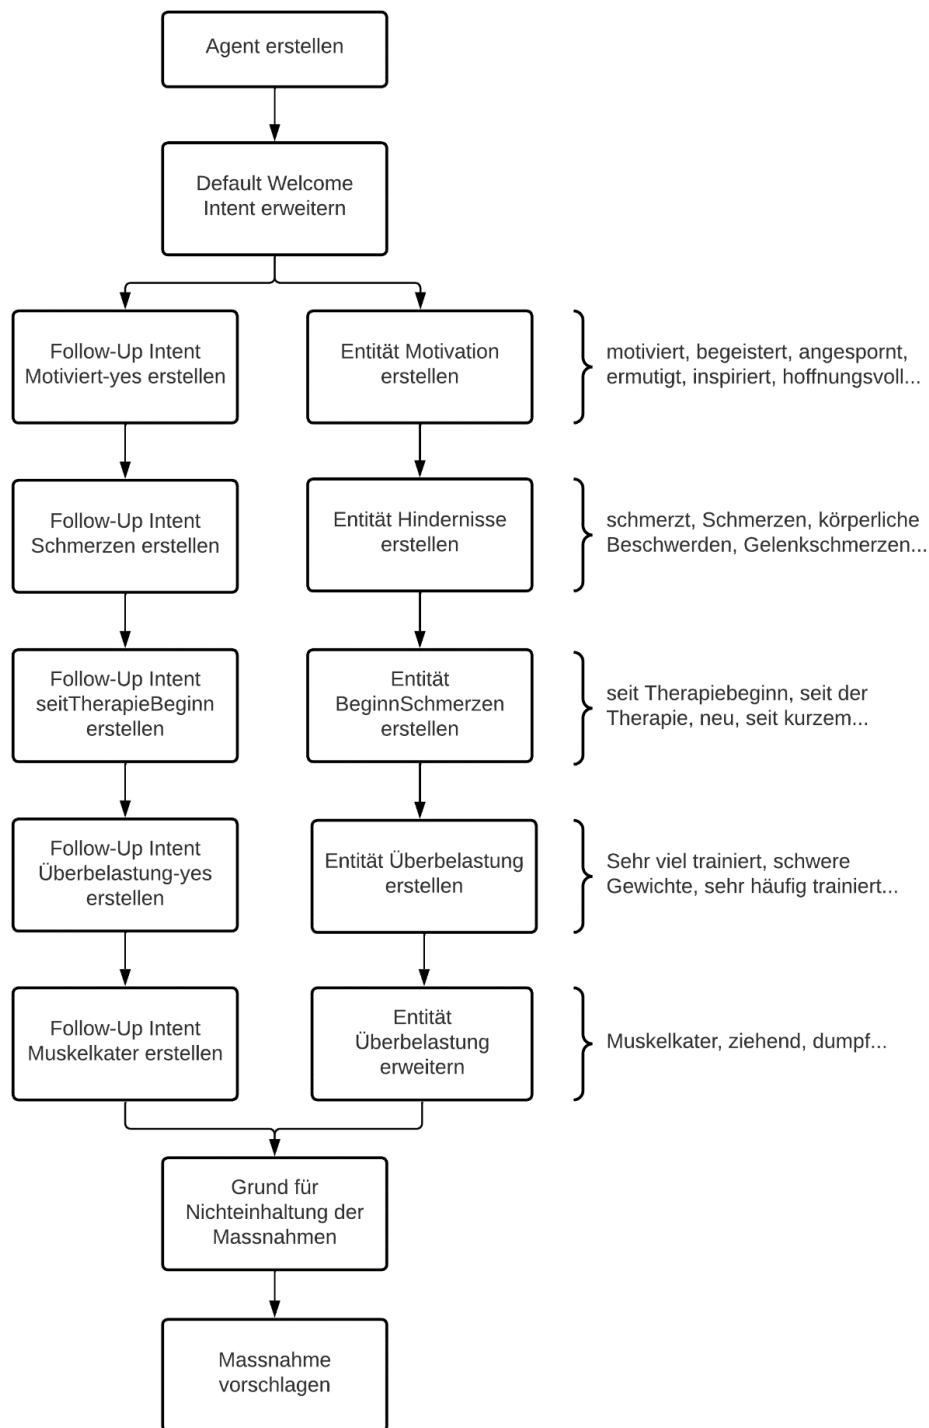 Agent erstellen
Default Welcome
Intent erweitern
Follow-Up Intent
Motiviert-yes erstellen
Entität Motivation
erstellen
motiviert, begeistert, angespornt,
ermutigt, inspiriert, hoffnungsvoll...
Follow-Up Intent
Schmerzen erstellen
Entität Hindernisse
erstellen
schmerzt, Schmerzen, körperliche
Beschwerden, Gelenkschmerzen...
Follow-Up Intent
seitTherapieBeginn
erstellen
Entität
BeginnSchmerzen
erstellen
seit Therapiebeginn, seit der
Therapie, neu, seit kurzem...
Follow-Up Intent
Überbelastung-yes
erstellen
Entität Überbelastung
erstellen
Sehr viel trainiert, schwere
Gewichte, sehr häufig trainiert...
Follow-Up Intent
Muskelkater erstellen
Entität
Überbelastung
erweitern
Muskelkater, ziehend, dumpf...
Grund für
Nichteinhaltung der
Massnahmen
Massnahme
vorschlagen